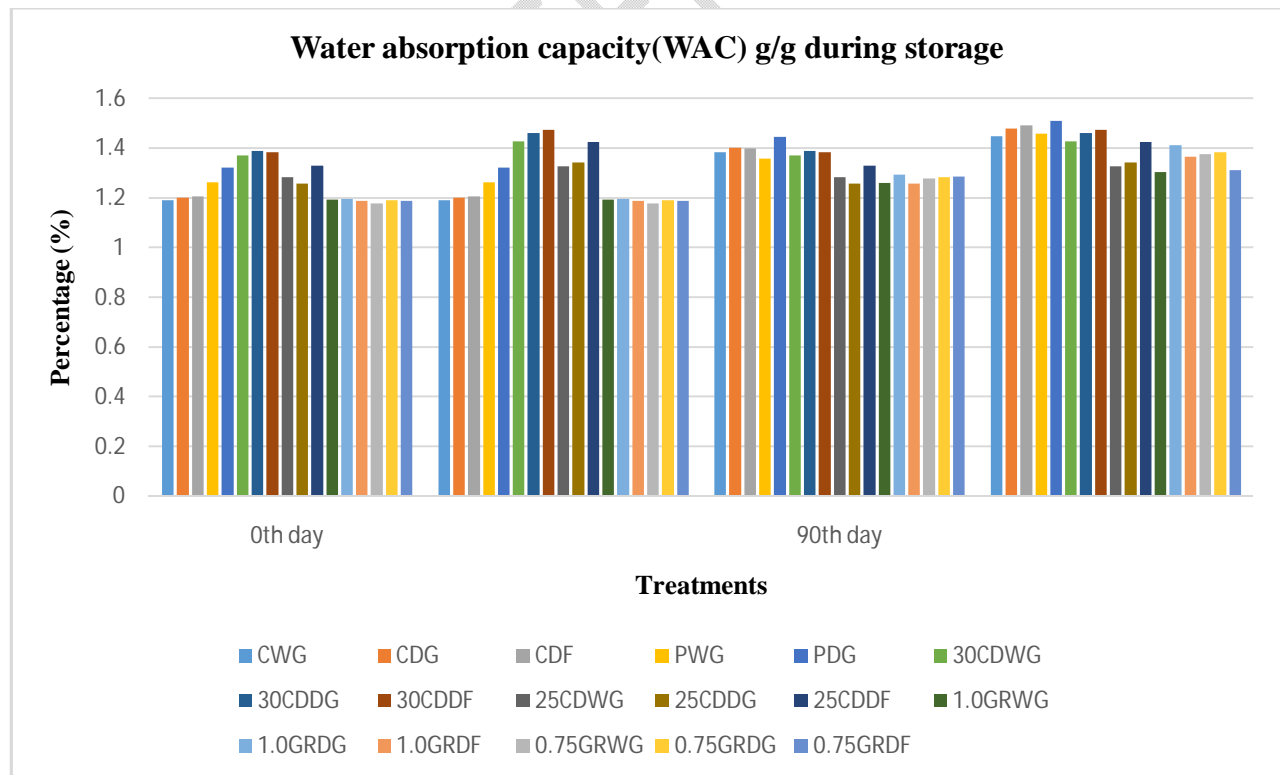 Water absorption capacity(WAC) g/g during storage
1.6
1.4
1.2
1
0.8
0.6
0.4
0.2
0
Percentage (%)
0th day 90th day
Treatments
CWG CDG CDF PWG PDG 30CDWG
30CDDG 30CDDF 25CDWG 25CDDG 25CDDF 1.0GRWG
1.0GRDG 1.0GRDF 0.75GRWG 0.75GRDG 0.75GRDF